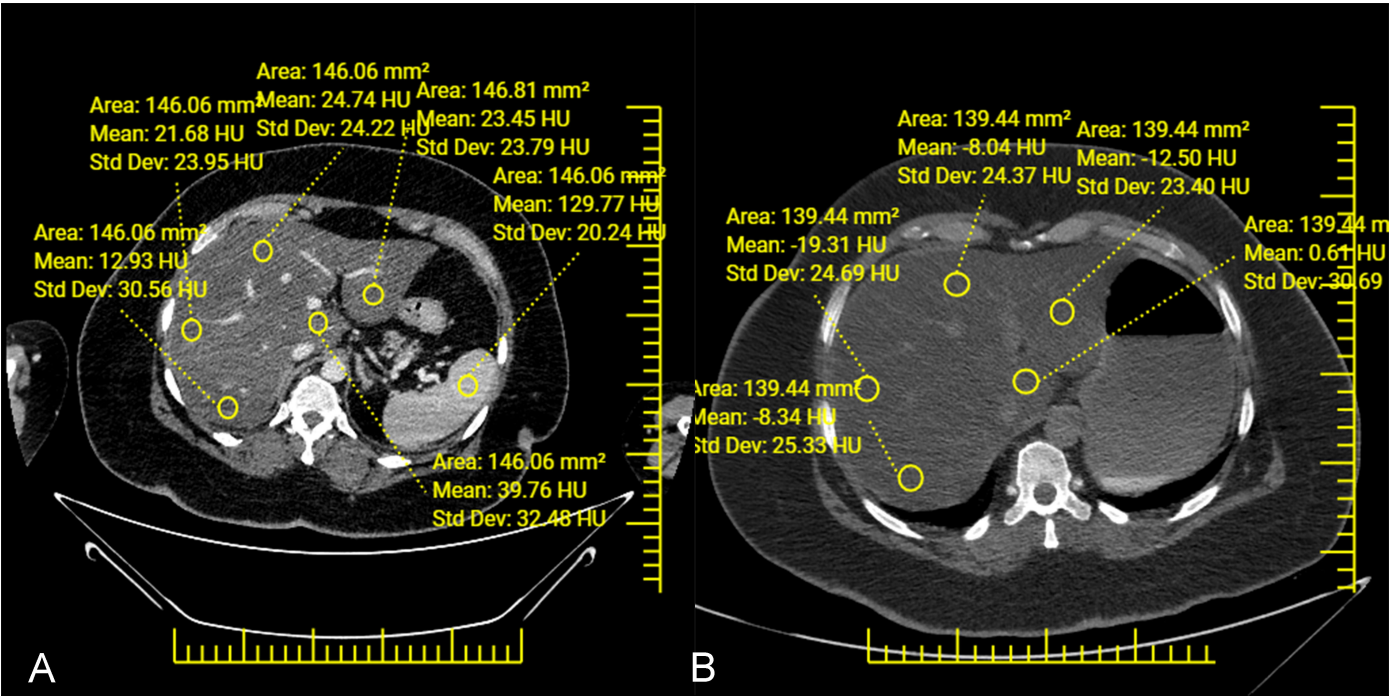 Area: 146.06 mm²
Mean: 24.74 HU
Std Dev: 24.22 HU
Area: 146.81 mm²
Mean: 23.45 HU
Std Dev: 23.79 HU
Area: 146.06 mm²
Mean: 21.68 HU
Std Dev: 23.95 HU
Area: 146.06 mm²
Mean: 129.77 HU
Std Dev: 20.24 HU
Area: 146.06 mm²
Mean: 12.93 HU
Std Dev: 30.56 HU
Area: 146.06 mm²
Mean: 39.76 HU
Std Dev: 32.48 HU
A
Area: 139.44 mm²
Mean: -8.04 HU
Std Dev: 24.37 HU
Area: 139.44 mm²
Mean: -12.50 HU
Std Dev: 23.40 HU
Area: 139.44 mm²
Mean: -19.31 HU
Std Dev: 24.69 HU
Area: 139.44 m
Mean: 0.61 HU
Std Dev: 30.69
Area: 139.44 mm²
Mean: -8.34 HU
Std Dev: 25.33 HU
B